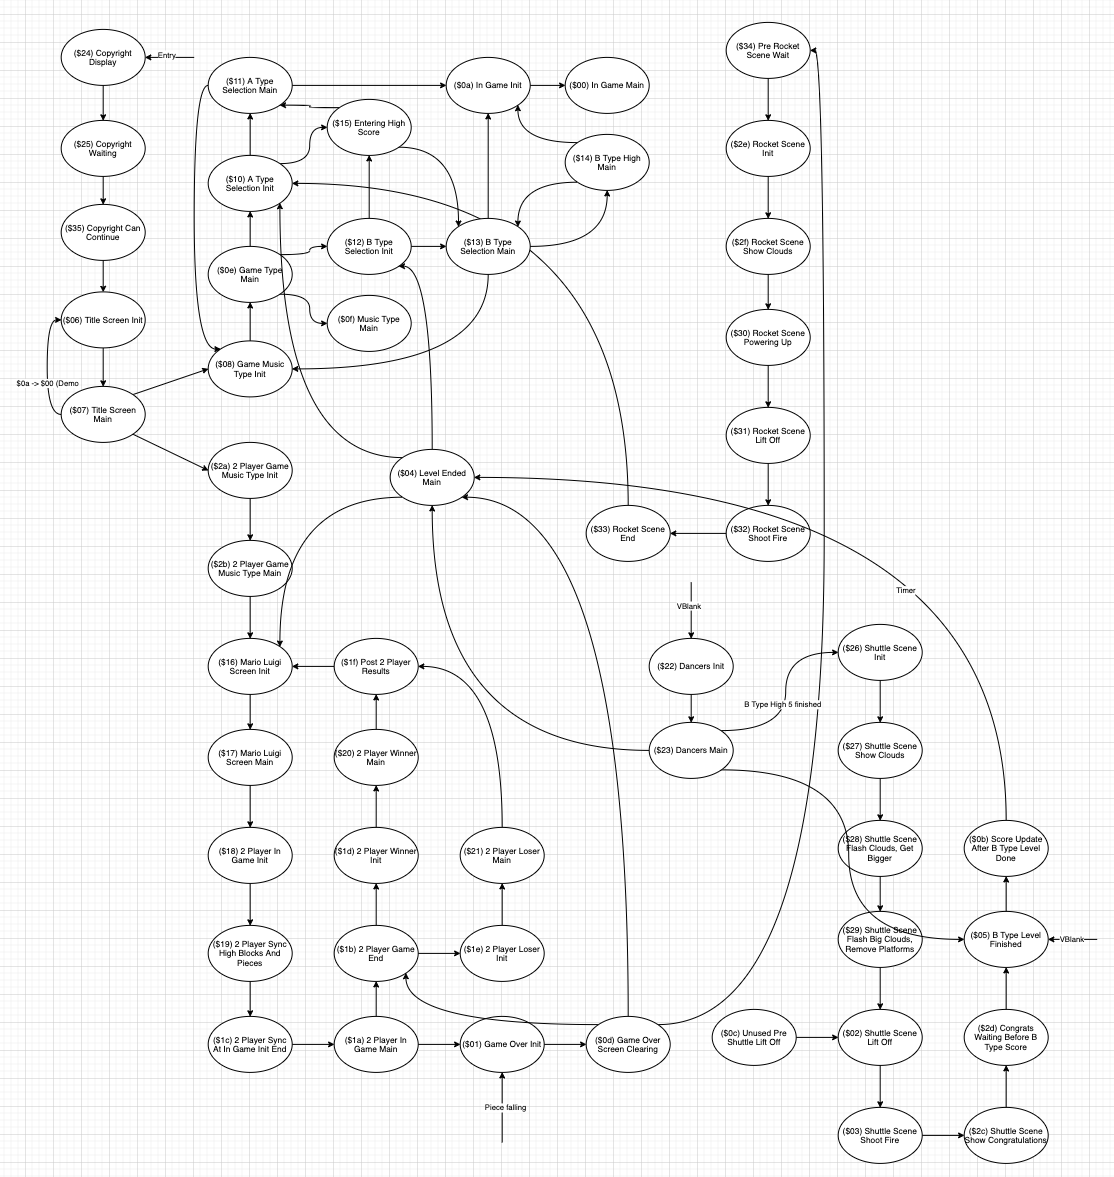 ($24) Copyright
Display
Entry
($25) Copyright
Waiting
($35) Copyright Can
Continue
($06) Title Screen Init
$0a -> $00 (Demo
($07) Title Screen
Main
($11) A Type
Selection Main
($0a) In Game Init
($00) In Game Main
($15) Entering High
Score
($14) B Type High
Main
($10) A Type
Selection Init
($12) B Type
Selection Init
($13) B Type
Selection Main
($0e) Game Type
Main
($0f) Music Type
Main
($08) Game Music
Type Init
($34) Pre Rocket
Scene Wait
($2e) Rocket Scene
Init
($2f) Rocket Scene
Show Clouds
($30) Rocket Scene
Powering Up
($31) Rocket Scene
Lift Off
($32) Rocket Scene
Shoot Fire
($33) Rocket Scene
End
($04) Level Ended
Main
($2a) 2 Player Game
Music Type Init
($2b) 2 Player Game
Music Type Main
($16) Mario Luigi
Screen Init
($1f) Post 2 Player
Results
($17) Mario Luigi
Screen Main
($20) 2 Player Winner
Main
($18) 2 Player In
Game Init
($1d) 2 Player Winner
Init
($21) 2 Player Loser
Main
($19) 2 Player Sync
High Blocks And
Pieces
($1b) 2 Player Game
End
($1e) 2 Player Loser
Init
($1c) 2 Player Sync
At In Game Init End
($1a) 2 Player In
Game Main
($01) Game Over Init
($0d) Game Over
Screen Clearing
Piece falling
Timer
VBlank
($22) Dancers Init
B Type High 5 finished
($23) Dancers Main
($26) Shuttle Scene
Init
($27) Shuttle Scene
Show Clouds
($28) Shuttle Scene
Flash Clouds, Get
Bigger
($29) Shuttle Scene
Flash Big Clouds,
Remove Platforms
($0c) Unused Pre
Shuttle Lift Off
($02) Shuttle Scene
Lift Off
($03) Shuttle Scene
Shoot Fire
($0b) Score Update
After B Type Level
Done
($05) B Type Level
Finished
VBlank
($2d) Congrats
Waiting Before B
Type Score
($2c) Shuttle Scene
Show Congratulations